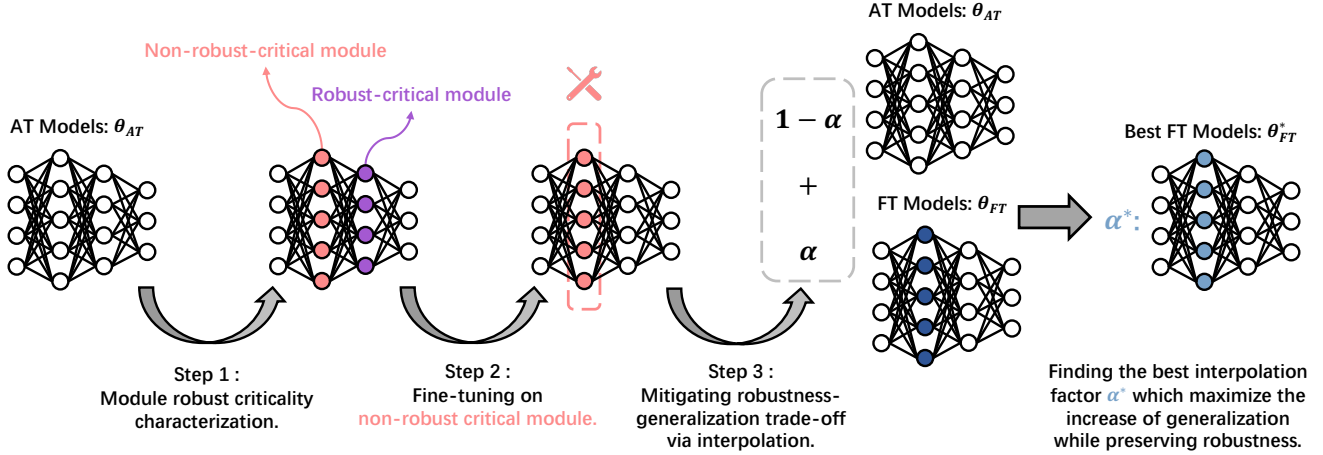 AT Models: θ_AT
Non-robust-critical module
Robust-critical module
AT Models: θ_AT
1 − α
+
α
FT Models: θ_FT
Best FT Models: θ*_FT
α*:
Step 1 :
Module robust criticality
characterization.
Step 2 :
Fine-tuning on
non-robust critical module.
Step 3 :
Mitigating robustness-
generalization trade-off
via interpolation.
Finding the best interpolation
factor α* which maximize the
increase of generalization
while preserving robustness.